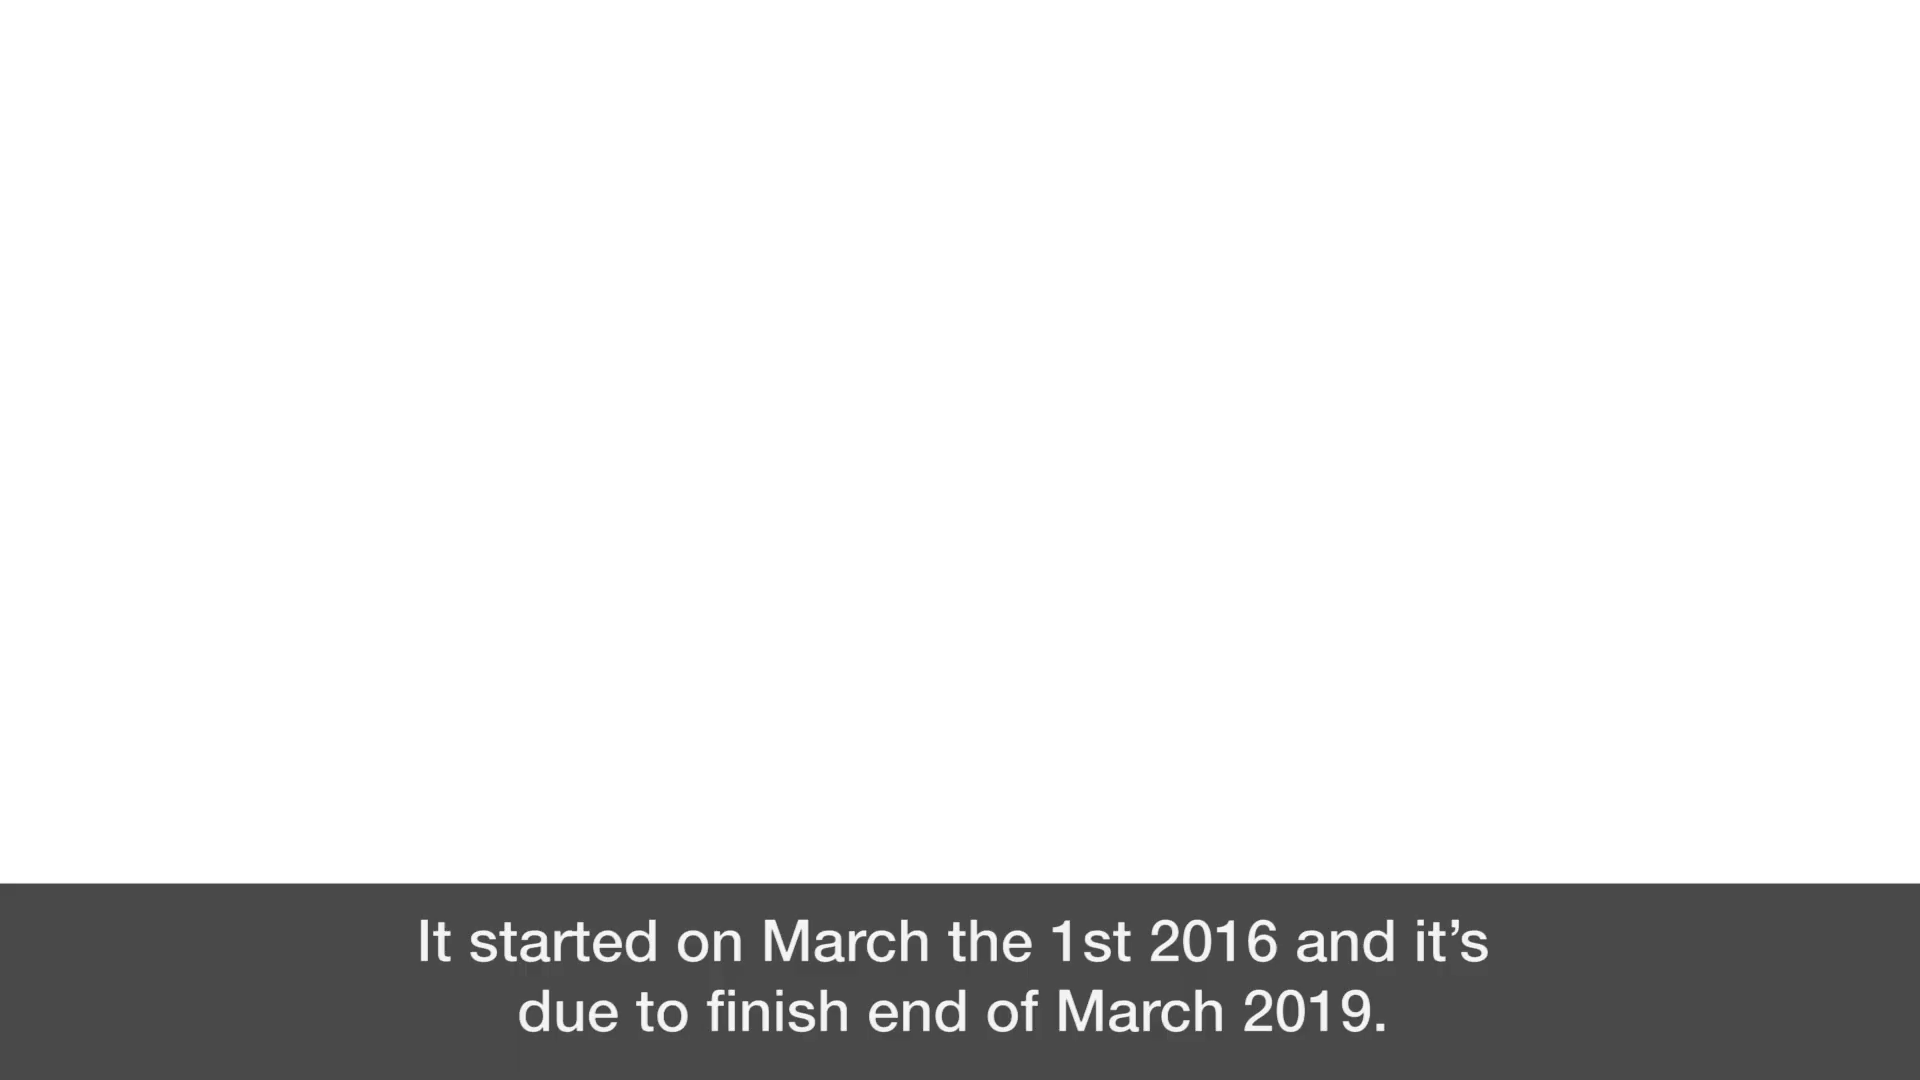 It started on March the 1st 2016 and it’s
due to finish end of March 2019.